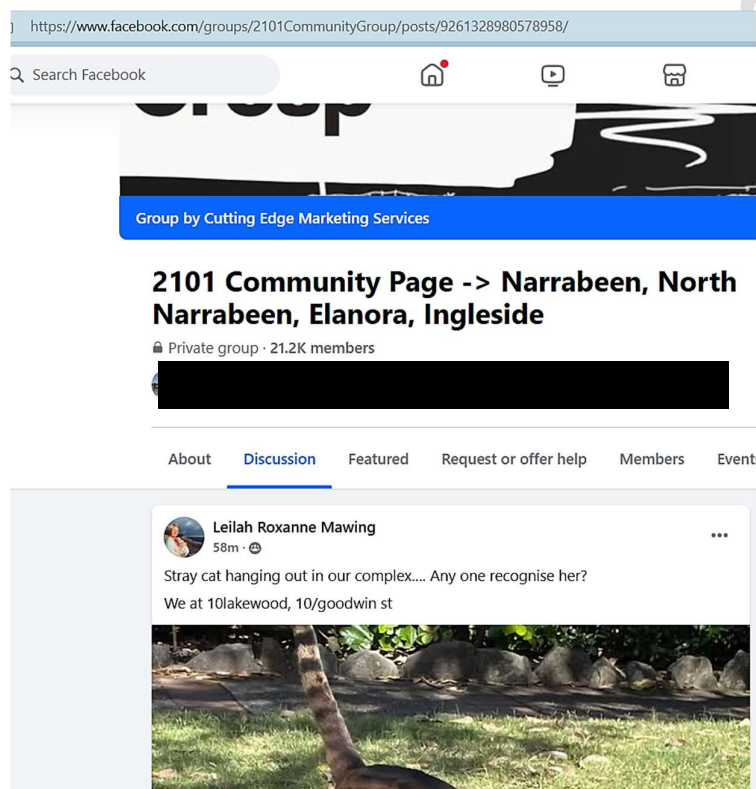 https://www.facebook.com/groups/2101CommunityGroup/posts/9261328980578958/
Search Facebook
Group
Group by Cutting Edge Marketing Services
2101 Community Page -> Narrabeen, North
Narrabeen, Elanora, Ingleside
Private group · 21.2K members
About Discussion Featured Request or offer help Members Event
Leilah Roxanne Mawing
58m ·
Stray cat hanging out in our complex.... Any one recognise her?
We at 10lakewood, 10/goodwin st